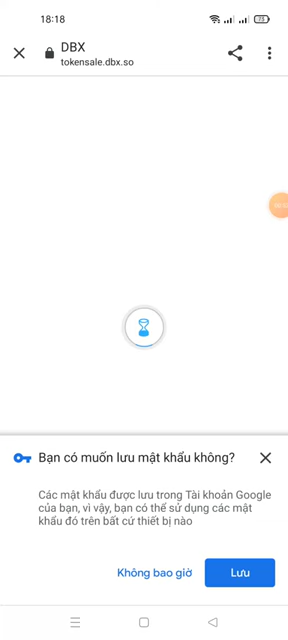 18:18
73
DBX
tokensale.dbx.so
Bạn có muốn lưu mật khẩu không?
Các mật khẩu được lưu trong Tài khoản Google
của bạn, vì vậy, bạn có thể sử dụng các mật
khẩu đó trên bất cứ thiết bị nào
Không bao giờ
Lưu